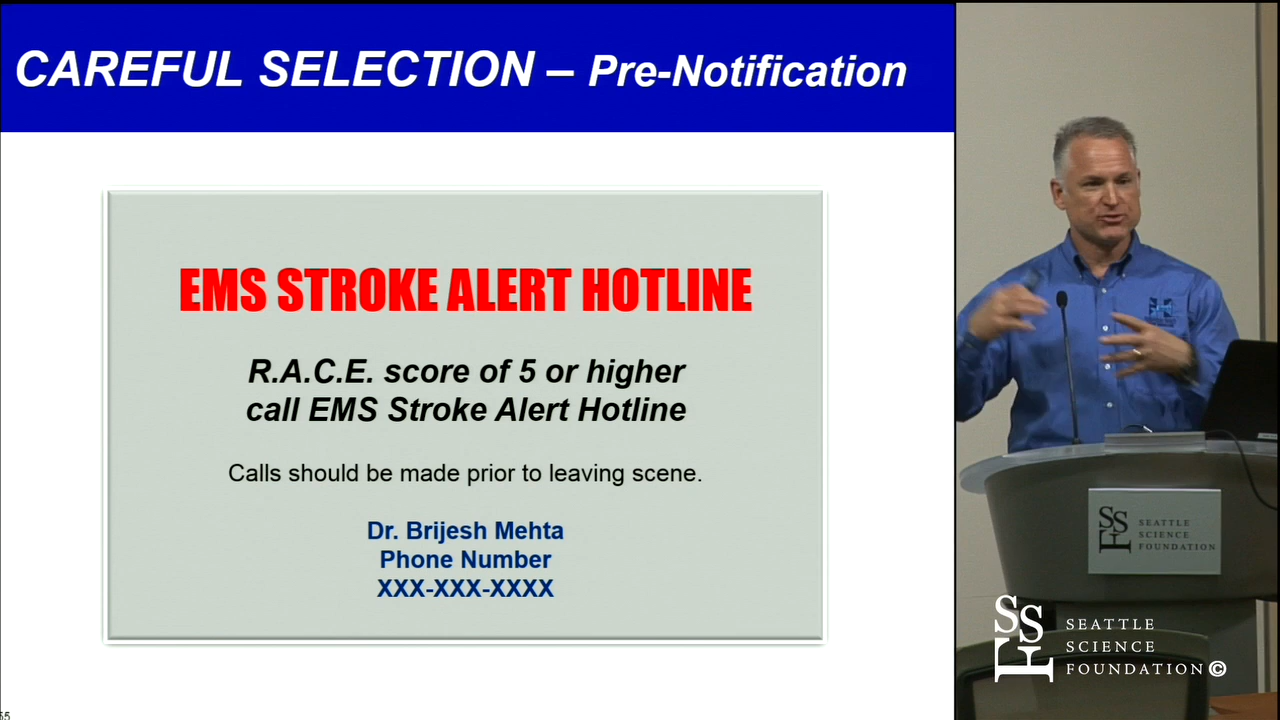 CAREFUL SELECTION – Pre-Notification
EMS STROKE ALERT HOTLINE
R.A.C.E. score of 5 or higher
call EMS Stroke Alert Hotline
Calls should be made prior to leaving scene.
Dr. Brijesh Mehta
Phone Number
XXX-XXX-XXXX
SSF
SEATTLE
SCIENCE
FOUNDATION
SSF
SEATTLE
SCIENCE
FOUNDATION©